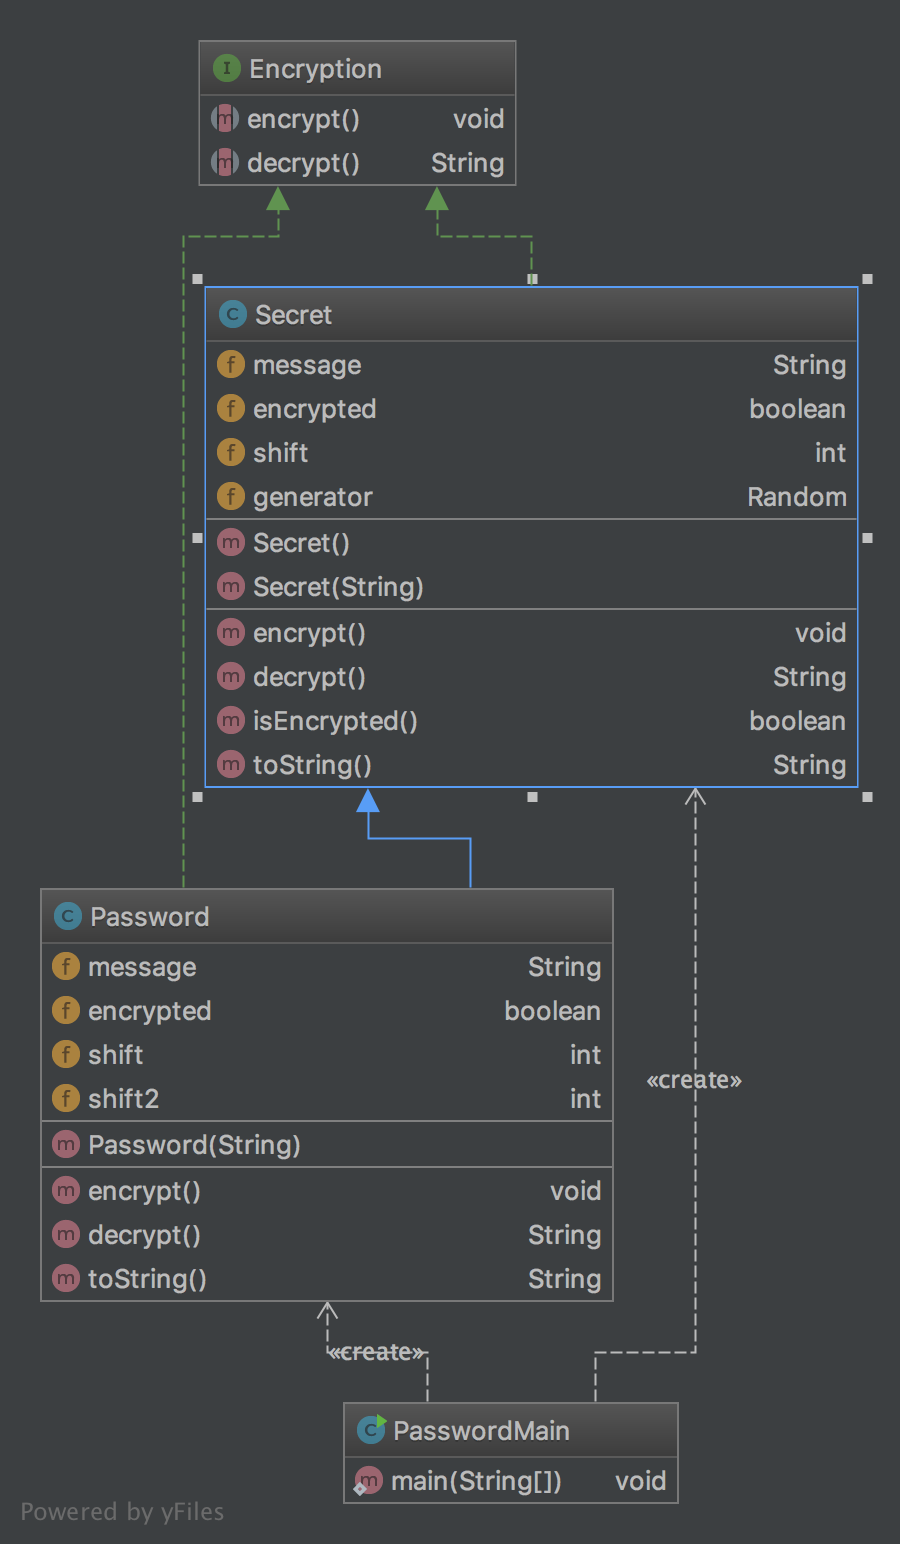 Encryption
encrypt() void
decrypt() String
Secret
message String
encrypted boolean
shift int
generator Random
Secret()
Secret(String)
encrypt() void
decrypt() String
isEncrypted() boolean
toString() String
Password
message String
encrypted boolean
shift int
shift2 int
Password(String)
encrypt() void
decrypt() String
toString() String
«create»
«create»
PasswordMain
main(String[]) void
Powered by yFiles